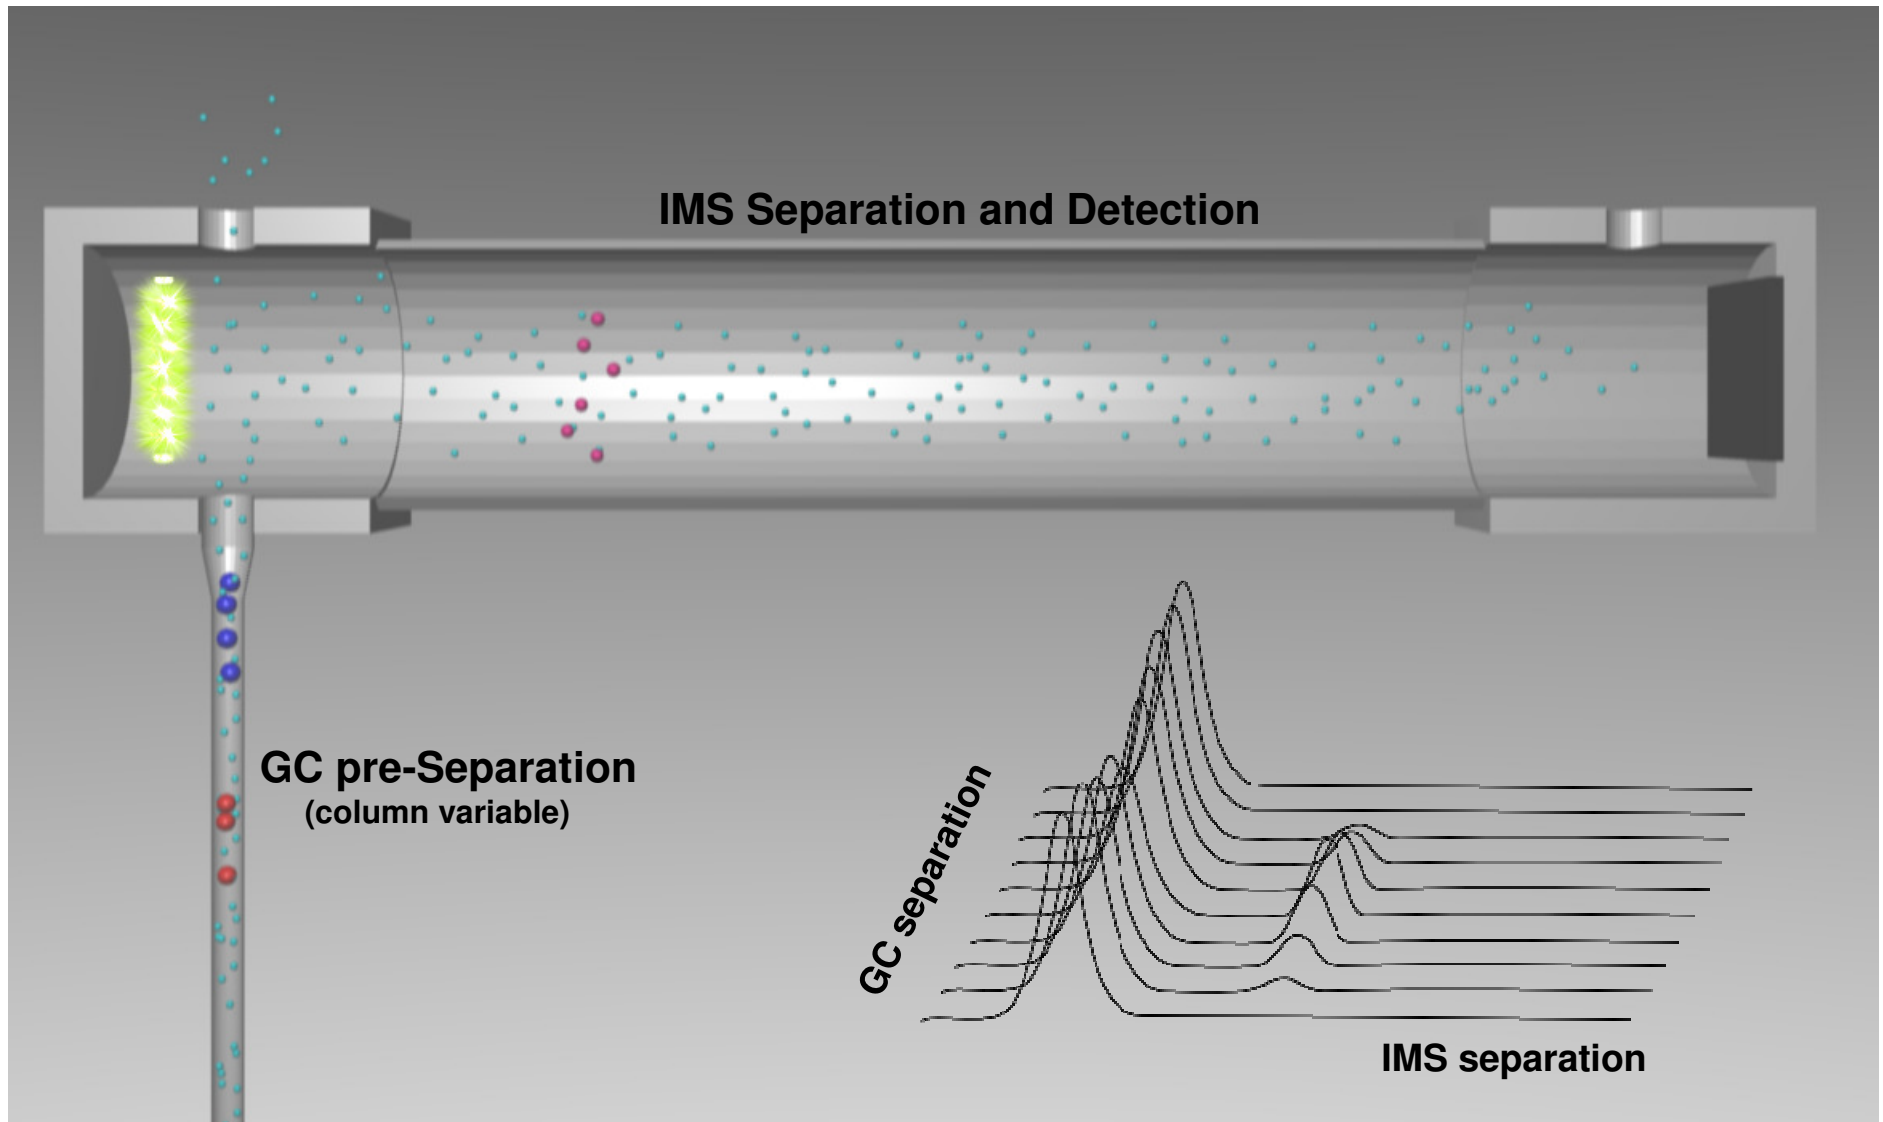 IMS Separation and Detection
GC pre-Separation
(column variable)
GC separation
IMS separation